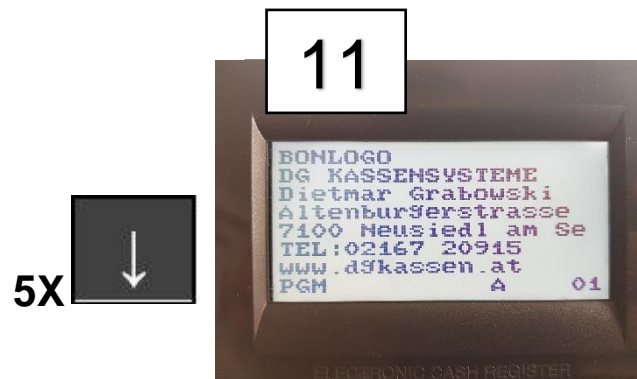 11
BONLOGO
DG KASSENSYSTEME
Dietmar Grabowski
Altenburgerstrasse
7100 Neusiedl am Se
TEL:02167 20915
www.dgkassen.at
PGM A 01
5X ↓
ELECTRONIC CASH REGISTER